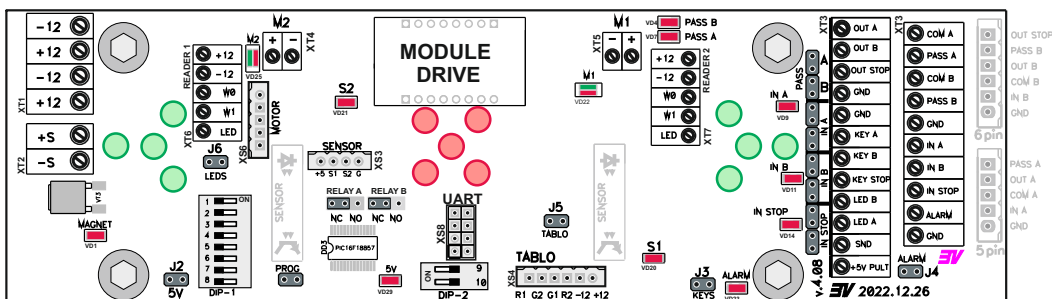 -12
+12
-12
+12
XT1
+S
-S
XT2
V13
MAGNET
VD1
READER 1
+12
-12
W0
W1
LED
XT6
J6
LEDS
M2
VD25
M2
+ -
XT4
MOTOR
XS6
S2
VD21
MODULE
DRIVE
SENSOR
+5 S1 S2 G
XS3
SENSOR
RELAY A
RELAY B
NC NO
NC NO
DD3
PIC16F18857
1
2
3
4
5
6
7
8
ON
DIP-1
J2
5V
PROG
5V
VD29
UART
XS8
ON
9
10
DIP-2
TABLO
XS4
R1 G2 G1 R2 -12 +12
J5
TABLO
SENSOR
S1
VD20
M1
VD22
M1
- +
XT5
VD4
PASS B
VD7
PASS A
+12
-12
W0
W1
LED
READER 2
XT7
IN A
VD9
IN B
VD11
IN STOP
VD14
J3
KEYS
ALARM
PASS
A
B
IN A
IN B
IN STOP
XT3
OUT A
OUT B
OUT STOP
GND
GND
KEY A
KEY B
KEY STOP
LED B
LED A
SND
+5V PULT
XT3
COM A
PASS A
COM B
PASS B
GND
IN A
IN B
IN STOP
ALARM
GND
ALARM
J4
v.4.08
2022.12.26
OUT STOP
PASS B
OUT B
COM B
IN B
GND
6pin
PASS A
OUT A
COM A
IN A
GND
5pin